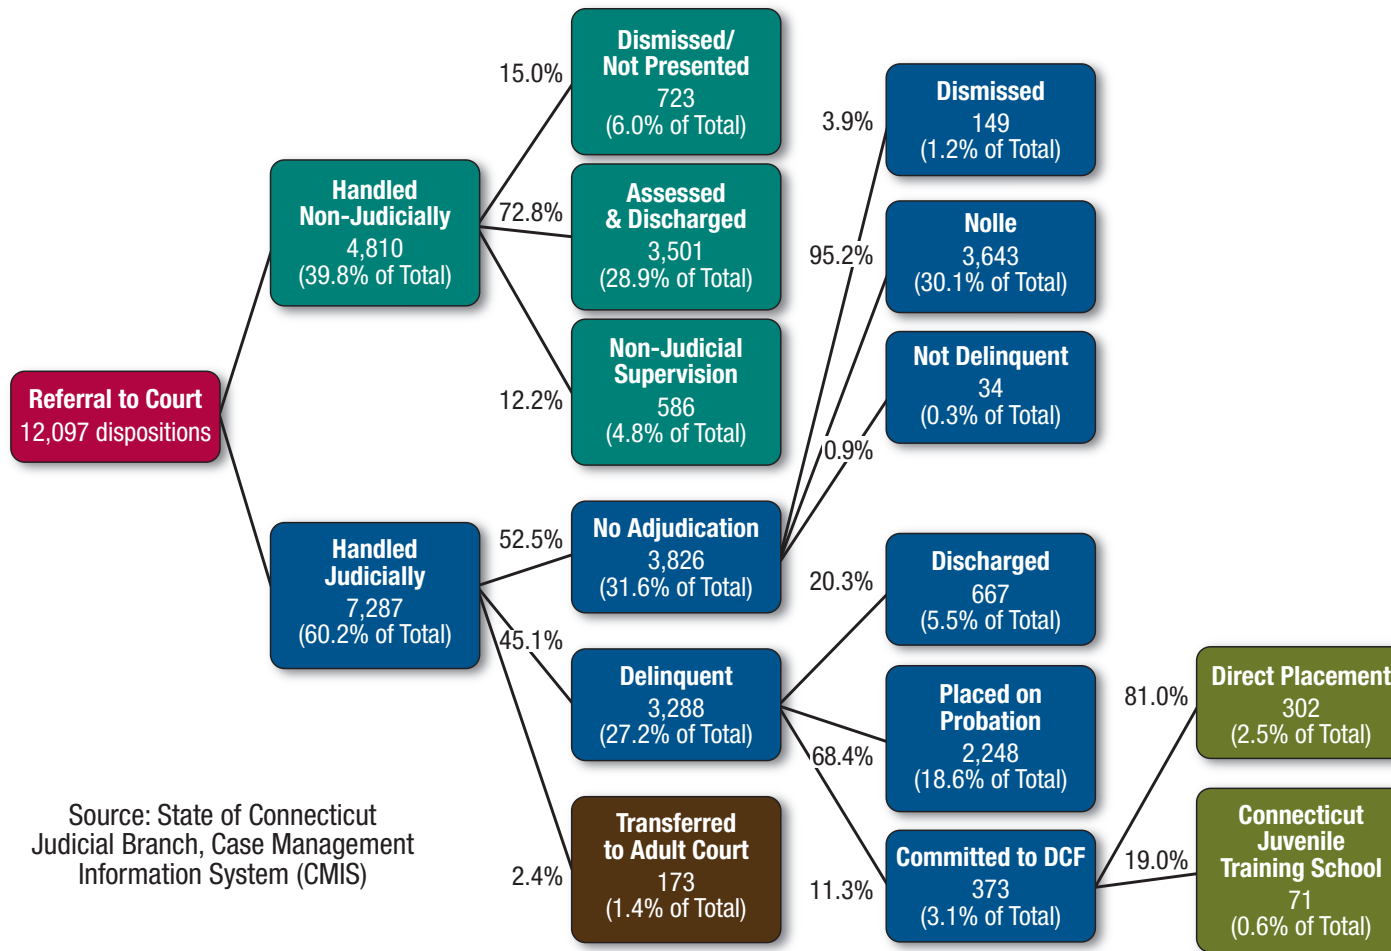 Referral to Court
12,097 dispositions
Handled
Non-Judicially
4,810
(39.8% of Total)
15.0%
Dismissed/
Not Presented
723
(6.0% of Total)
72.8%
Assessed
& Discharged
3,501
(28.9% of Total)
12.2%
Non-Judicial
Supervision
586
(4.8% of Total)
Handled
Judicially
7,287
(60.2% of Total)
52.5%
No Adjudication
3,826
(31.6% of Total)
3.9%
Dismissed
149
(1.2% of Total)
95.2%
Nolle
3,643
(30.1% of Total)
0.9%
Not Delinquent
34
(0.3% of Total)
45.1%
Delinquent
3,288
(27.2% of Total)
20.3%
Discharged
667
(5.5% of Total)
68.4%
Placed on
Probation
2,248
(18.6% of Total)
11.3%
Committed to DCF
373
(3.1% of Total)
81.0%
Direct Placement
302
(2.5% of Total)
19.0%
Connecticut
Juvenile
Training School
71
(0.6% of Total)
2.4%
Transferred
to Adult Court
173
(1.4% of Total)
Source: State of Connecticut
Judicial Branch, Case Management
Information System (CMIS)